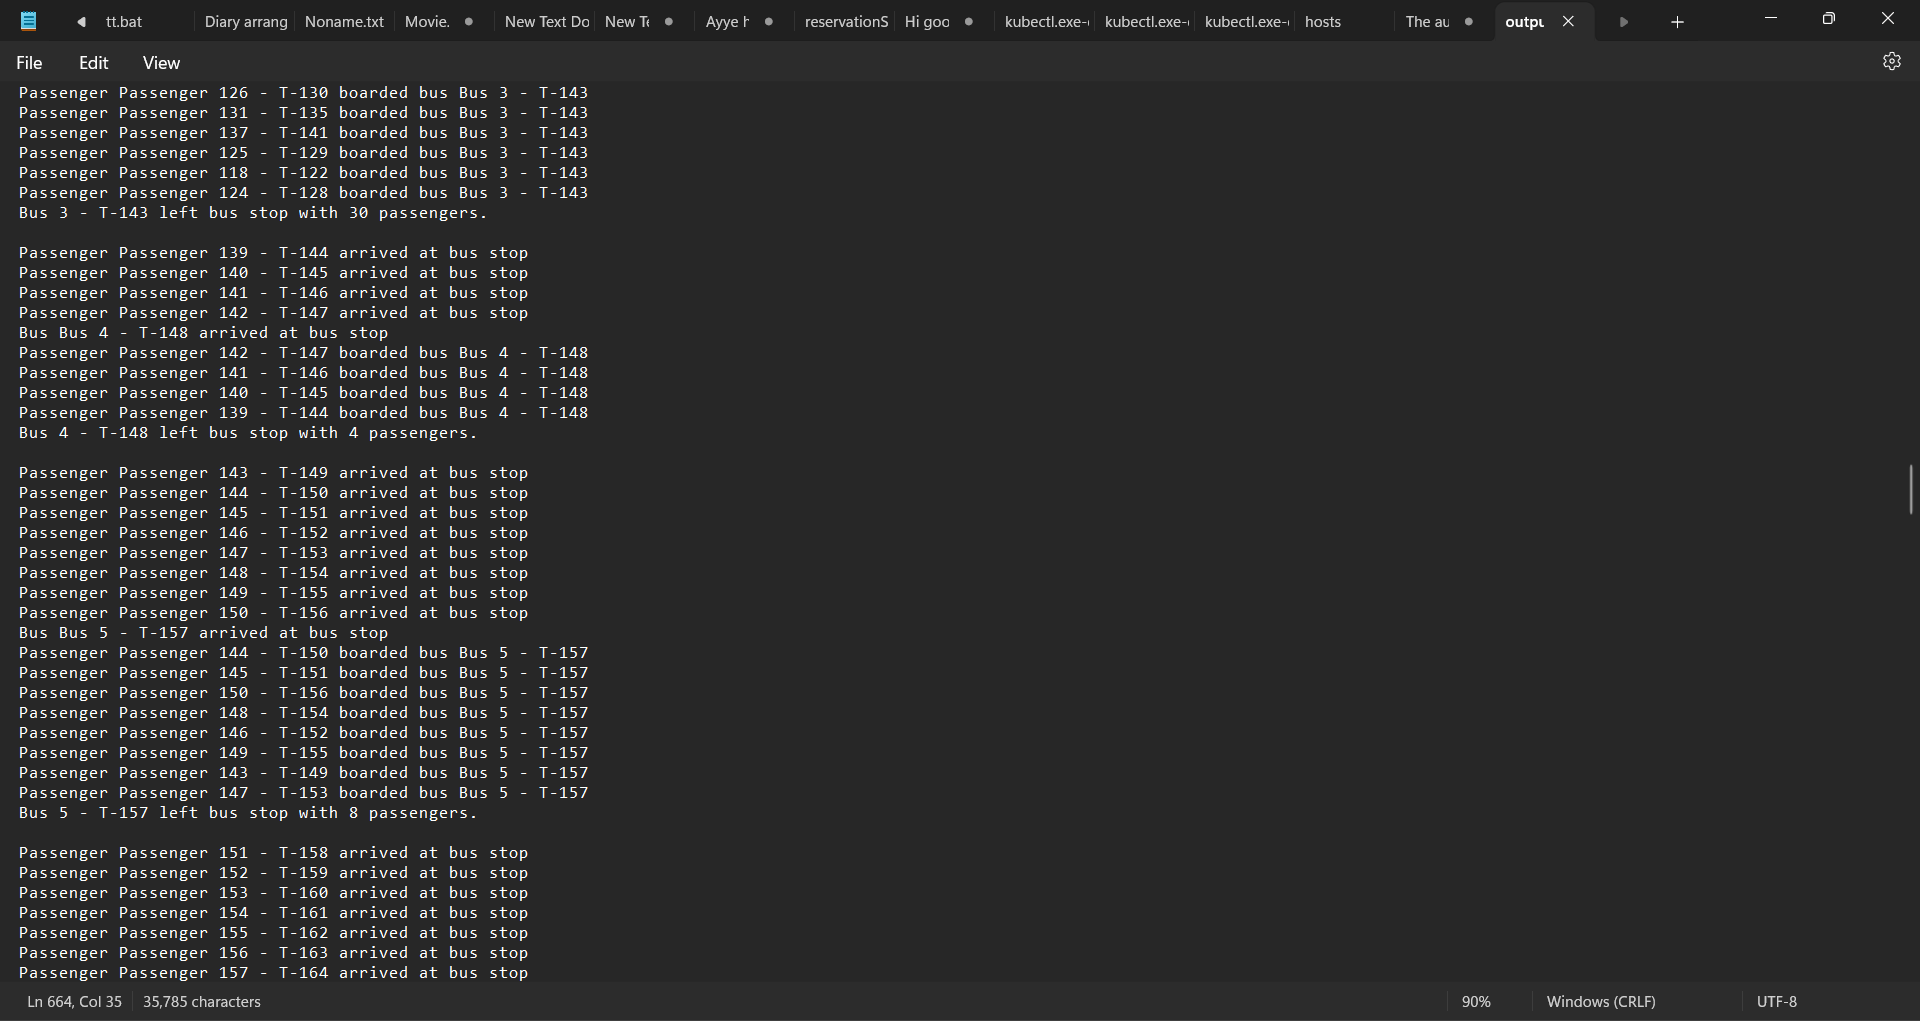 tt.bat Diary arrang Noname.txt Movie. New Text Do New Te Ayye h reservationS Hi goo kubectl.exe- kubectl.exe- kubectl.exe- hosts The au outpu
File Edit View
Passenger Passenger 126 - T-130 boarded bus Bus 3 - T-143
Passenger Passenger 131 - T-135 boarded bus Bus 3 - T-143
Passenger Passenger 137 - T-141 boarded bus Bus 3 - T-143
Passenger Passenger 125 - T-129 boarded bus Bus 3 - T-143
Passenger Passenger 118 - T-122 boarded bus Bus 3 - T-143
Passenger Passenger 124 - T-128 boarded bus Bus 3 - T-143
Bus 3 - T-143 left bus stop with 30 passengers.
Passenger Passenger 139 - T-144 arrived at bus stop
Passenger Passenger 140 - T-145 arrived at bus stop
Passenger Passenger 141 - T-146 arrived at bus stop
Passenger Passenger 142 - T-147 arrived at bus stop
Bus Bus 4 - T-148 arrived at bus stop
Passenger Passenger 142 - T-147 boarded bus Bus 4 - T-148
Passenger Passenger 141 - T-146 boarded bus Bus 4 - T-148
Passenger Passenger 140 - T-145 boarded bus Bus 4 - T-148
Passenger Passenger 139 - T-144 boarded bus Bus 4 - T-148
Bus 4 - T-148 left bus stop with 4 passengers.
Passenger Passenger 143 - T-149 arrived at bus stop
Passenger Passenger 144 - T-150 arrived at bus stop
Passenger Passenger 145 - T-151 arrived at bus stop
Passenger Passenger 146 - T-152 arrived at bus stop
Passenger Passenger 147 - T-153 arrived at bus stop
Passenger Passenger 148 - T-154 arrived at bus stop
Passenger Passenger 149 - T-155 arrived at bus stop
Passenger Passenger 150 - T-156 arrived at bus stop
Bus Bus 5 - T-157 arrived at bus stop
Passenger Passenger 144 - T-150 boarded bus Bus 5 - T-157
Passenger Passenger 145 - T-151 boarded bus Bus 5 - T-157
Passenger Passenger 150 - T-156 boarded bus Bus 5 - T-157
Passenger Passenger 148 - T-154 boarded bus Bus 5 - T-157
Passenger Passenger 146 - T-152 boarded bus Bus 5 - T-157
Passenger Passenger 149 - T-155 boarded bus Bus 5 - T-157
Passenger Passenger 143 - T-149 boarded bus Bus 5 - T-157
Passenger Passenger 147 - T-153 boarded bus Bus 5 - T-157
Bus 5 - T-157 left bus stop with 8 passengers.
Passenger Passenger 151 - T-158 arrived at bus stop
Passenger Passenger 152 - T-159 arrived at bus stop
Passenger Passenger 153 - T-160 arrived at bus stop
Passenger Passenger 154 - T-161 arrived at bus stop
Passenger Passenger 155 - T-162 arrived at bus stop
Passenger Passenger 156 - T-163 arrived at bus stop
Passenger Passenger 157 - T-164 arrived at bus stop
Ln 664, Col 35 35,785 characters 90% Windows (CRLF) UTF-8